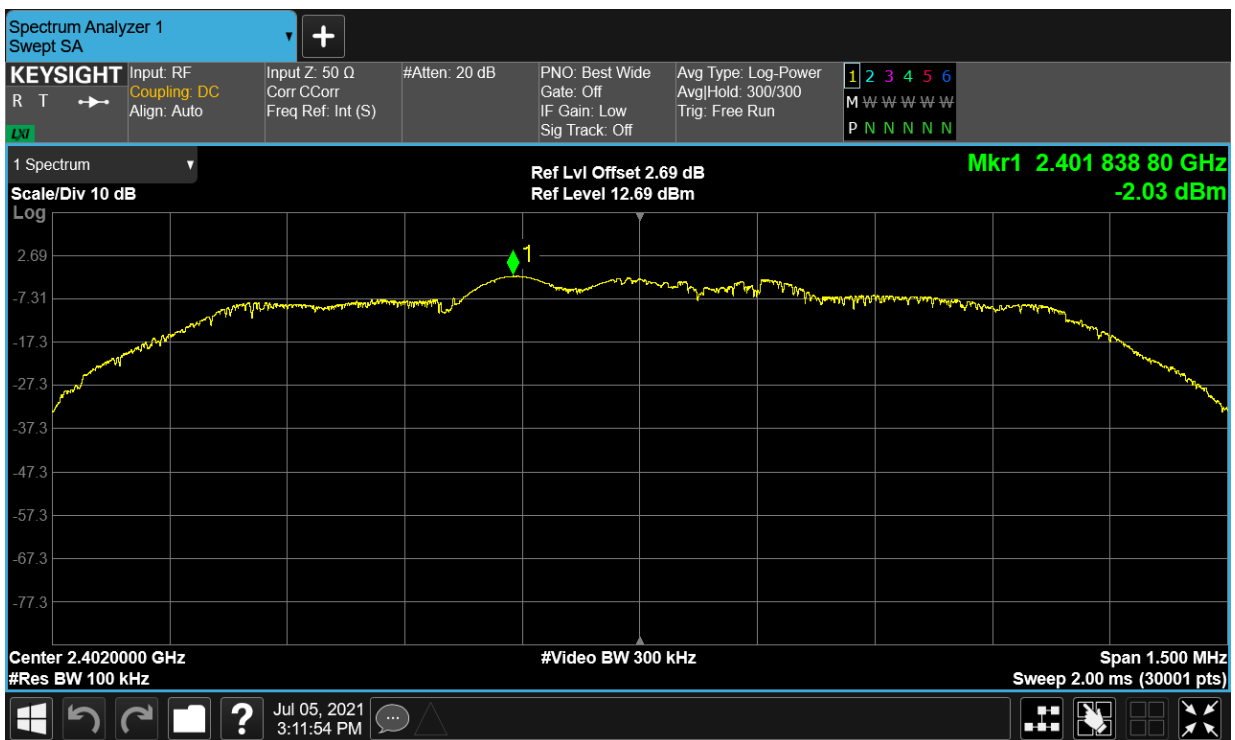 Spectrum Analyzer 1
Swept SA
KEYSIGHT
R T
LXI
Input: RF
Coupling: DC
Align: Auto
Input Z: 50 Ω
Corr CCorr
Freq Ref: Int (S)
#Atten: 20 dB
PNO: Best Wide
Gate: Off
IF Gain: Low
Sig Track: Off
Avg Type: Log-Power
Avg|Hold: 300/300
Trig: Free Run
1 2 3 4 5 6
M W W W W W
P N N N N N
1 Spectrum
Scale/Div 10 dB
Log
Ref Lvl Offset 2.69 dB
Ref Level 12.69 dBm
Mkr1 2.401 838 80 GHz
-2.03 dBm
1
2.69
-7.31
-17.3
-27.3
-37.3
-47.3
-57.3
-67.3
-77.3
Center 2.4020000 GHz
#Res BW 100 kHz
#Video BW 300 kHz
Span 1.500 MHz
Sweep 2.00 ms (30001 pts)
?
Jul 05, 2021
3:11:54 PM